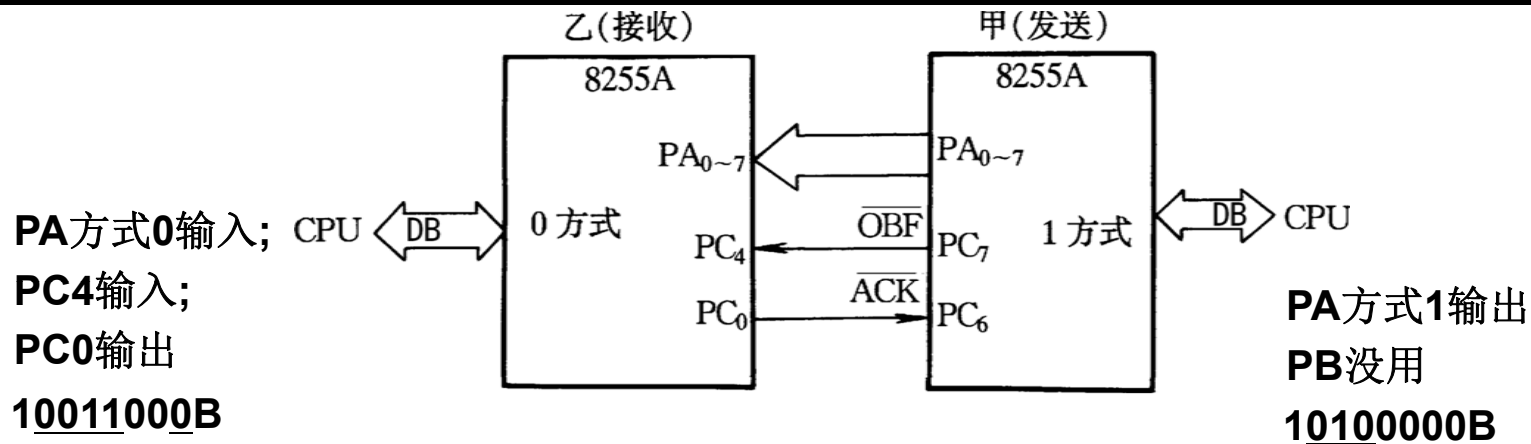 乙(接收)
甲(发送)
8255A
8255A
PA0~7
PA0~7
PA方式0输入;
CPU
DB
0 方式
OBF
1 方式
DB
CPU
PC4
PC7
PC4输入;
ACK
PC0
PC6
PC0输出
10011000B
PA方式1输出
PB没用
10100000B